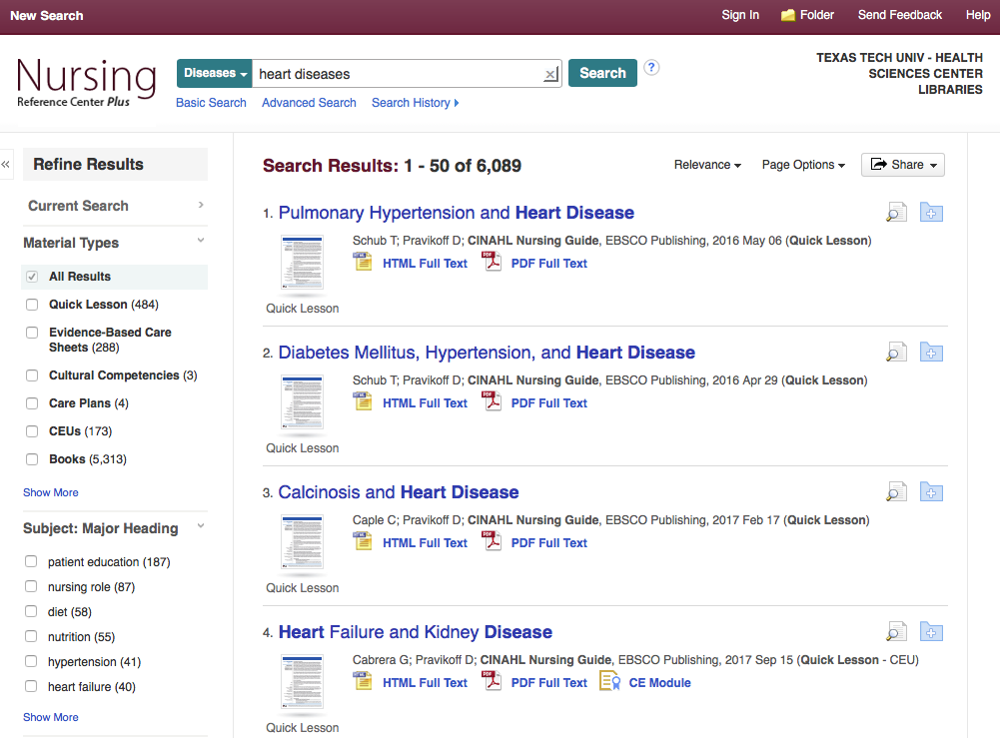 New Search
Sign In Folder Send Feedback Help
Nursing
Reference Center Plus
Diseases heart diseases Search ?
Basic Search Advanced Search Search History
TEXAS TECH UNIV - HEALTH
SCIENCES CENTER
LIBRARIES
« Refine Results
Current Search
Material Types
All Results
Quick Lesson (484)
Evidence-Based Care
Sheets (288)
Cultural Competencies (3)
Care Plans (4)
CEUs (173)
Books (5,313)
Show More
Subject: Major Heading
patient education (187)
nursing role (87)
diet (58)
nutrition (55)
hypertension (41)
heart failure (40)
Show More
Search Results: 1 - 50 of 6,089
Relevance Page Options Share
1. Pulmonary Hypertension and Heart Disease
Schub T; Pravikoff D; CINAHL Nursing Guide, EBSCO Publishing, 2016 May 06 (Quick Lesson)
HTML Full Text PDF PDF Full Text
Quick Lesson
2. Diabetes Mellitus, Hypertension, and Heart Disease
Schub T; Pravikoff D; CINAHL Nursing Guide, EBSCO Publishing, 2016 Apr 29 (Quick Lesson)
HTML Full Text PDF PDF Full Text
Quick Lesson
3. Calcinosis and Heart Disease
Caple C; Pravikoff D; CINAHL Nursing Guide, EBSCO Publishing, 2017 Feb 17 (Quick Lesson)
HTML Full Text PDF PDF Full Text
Quick Lesson
4. Heart Failure and Kidney Disease
Cabrera G; Pravikoff D; CINAHL Nursing Guide, EBSCO Publishing, 2017 Sep 15 (Quick Lesson - CEU)
HTML Full Text PDF PDF Full Text CE Module
Quick Lesson